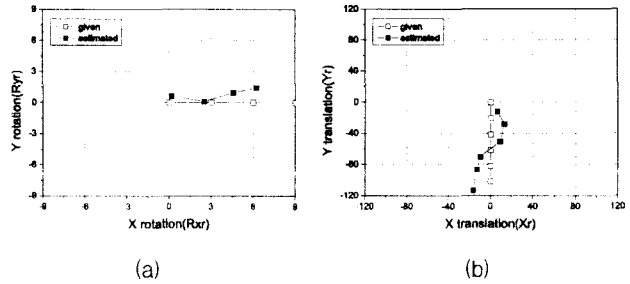 given
estimated
9
6
3
0
-3
-6
-9
Y rotation(Ryr)
-9 -6 -3 0 3 6 9
X rotation(Rxr)
(a)
given
estimated
120
80
40
0
-40
-80
-120
Y translation(Yr)
-120 -80 -40 0 40 80 120
X translation(Xr)
(b)